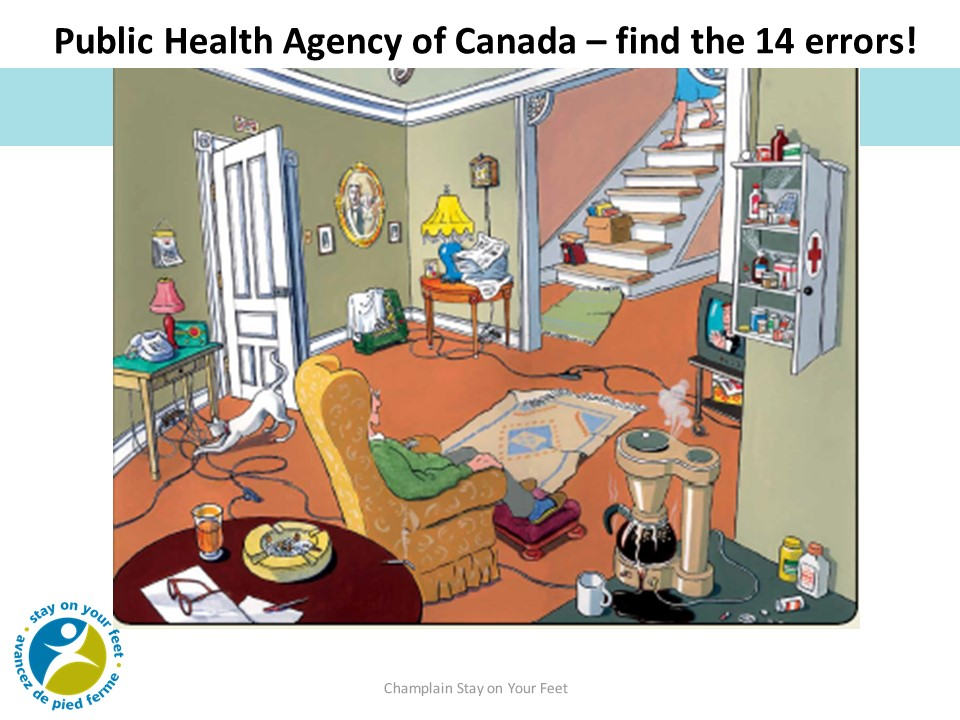 Public Health Agency of Canada – find the 14 errors!
stay on your feet
avancez de pied ferme
Champlain Stay on Your Feet